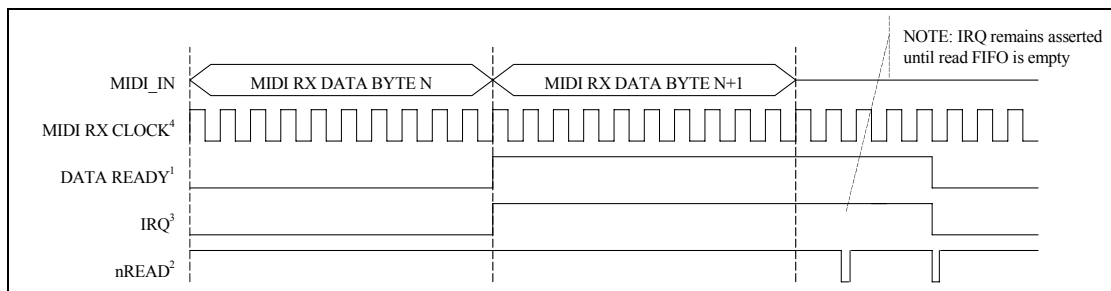 NOTE: IRQ remains asserted
until read FIFO is empty
MIDI_IN
MIDI RX DATA BYTE N
MIDI RX DATA BYTE N+1
MIDI RX CLOCK⁴
DATA READY¹
IRQ³
nREAD²